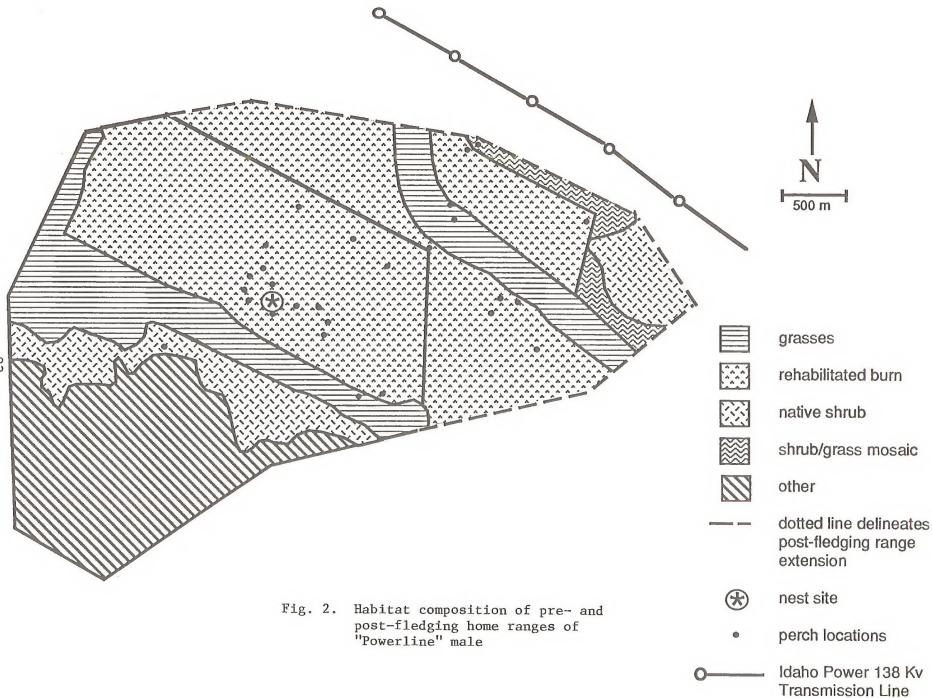 N
500 m
grasses
rehabilitated burn
native shrub
shrub/grass mosaic
other
dotted line delineates
post-fledging range
extension
nest site
perch locations
Idaho Power 138 Kv
Transmission Line
Fig. 2. Habitat composition of pre- and
post-fledging home ranges of
"Powerline" male